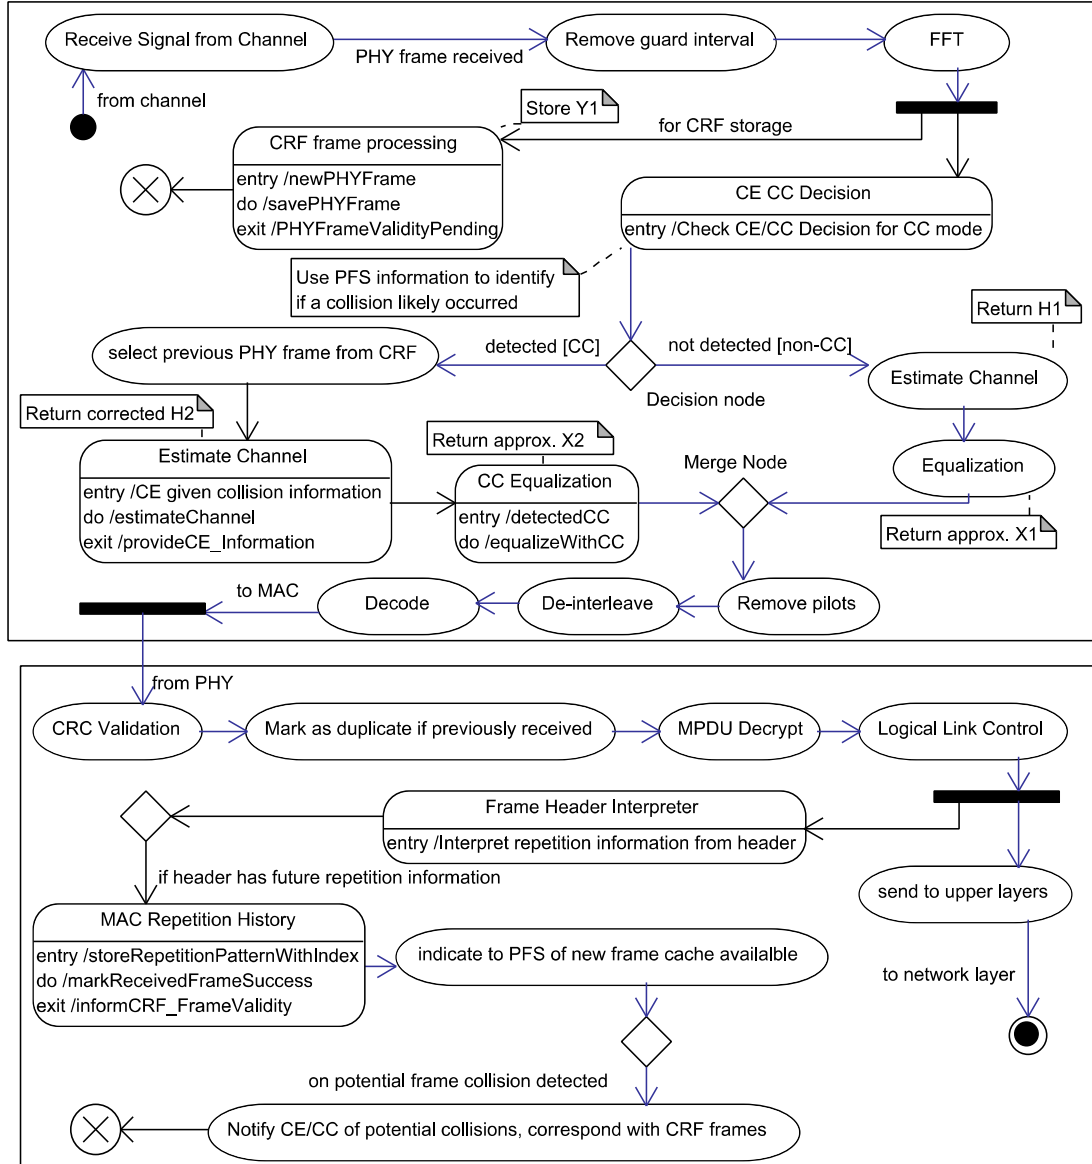 Receive Signal from Channel
PHY frame received
Remove guard interval
FFT
from channel
Store Y1
for CRF storage
CRF frame processing
entry /newPHYFrame
do /savePHYFrame
exit /PHYFrameValidityPending
CE CC Decision
entry /Check CE/CC Decision for CC mode
Use PFS information to identify
if a collision likely occurred
Return H1
select previous PHY frame from CRF
detected [CC]
not detected [non-CC]
Estimate Channel
Decision node
Return corrected H2
Return approx. X2
Estimate Channel
entry /CE given collision information
do /estimateChannel
exit /provideCE_Information
CC Equalization
entry /detectedCC
do /equalizeWithCC
Merge Node
Equalization
Return approx. X1
to MAC
Decode
De-interleave
Remove pilots
from PHY
CRC Validation
Mark as duplicate if previously received
MPDU Decrypt
Logical Link Control
Frame Header Interpreter
entry /Interpret repetition information from header
if header has future repetition information
send to upper layers
MAC Repetition History
entry /storeRepetitionPatternWithIndex
do /markReceivedFrameSuccess
exit /informCRF_FrameValidity
indicate to PFS of new frame cache availalble
to network layer
on potential frame collision detected
Notify CE/CC of potential collisions, correspond with CRF frames